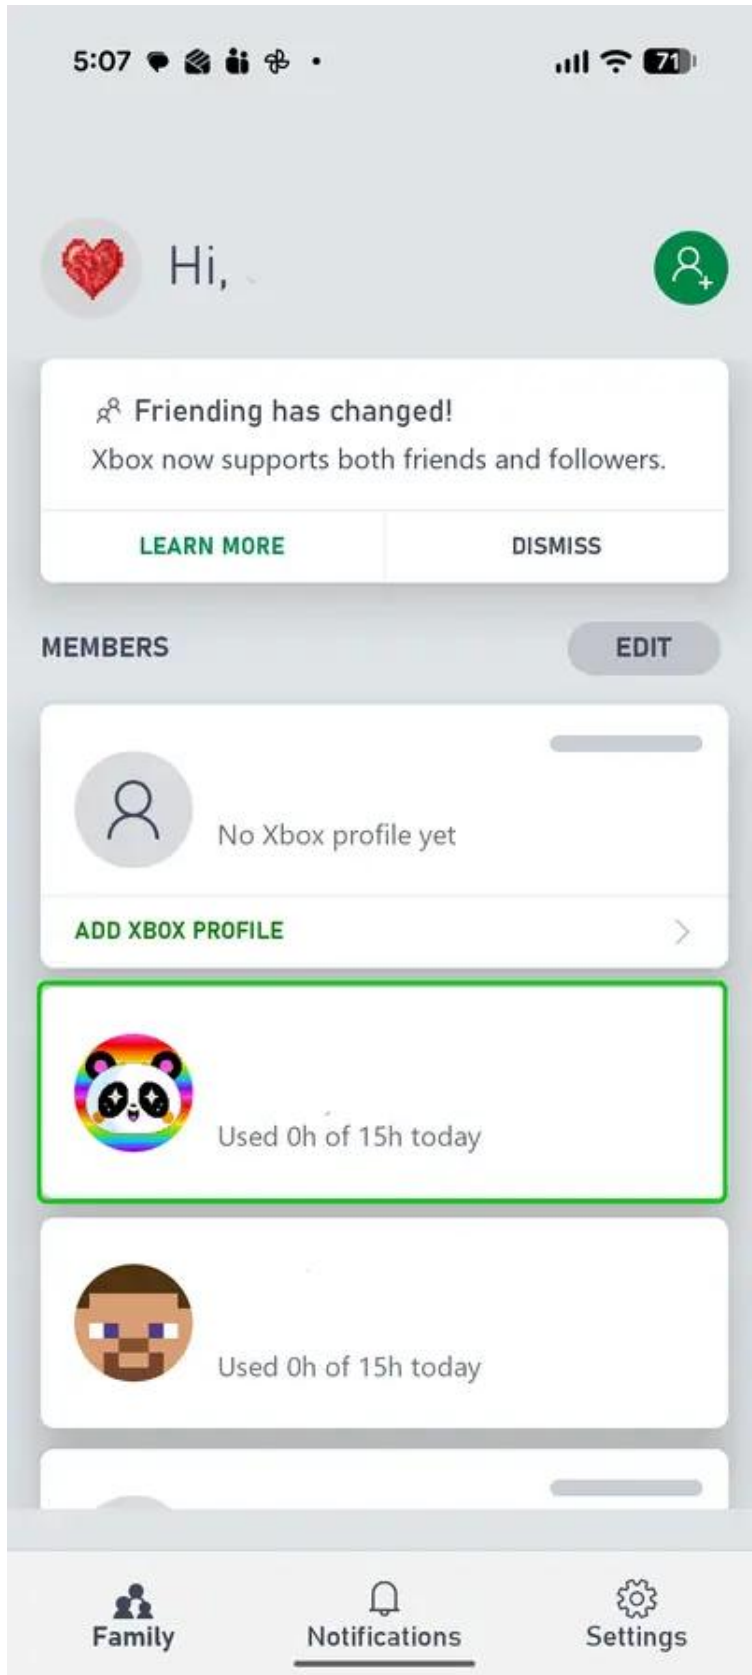 5:07
71
Hi,
Friending has changed!
Xbox now supports both friends and followers.
LEARN MORE DISMISS
MEMBERS EDIT
No Xbox profile yet
ADD XBOX PROFILE
Used 0h of 15h today
Used 0h of 15h today
Family Notifications Settings